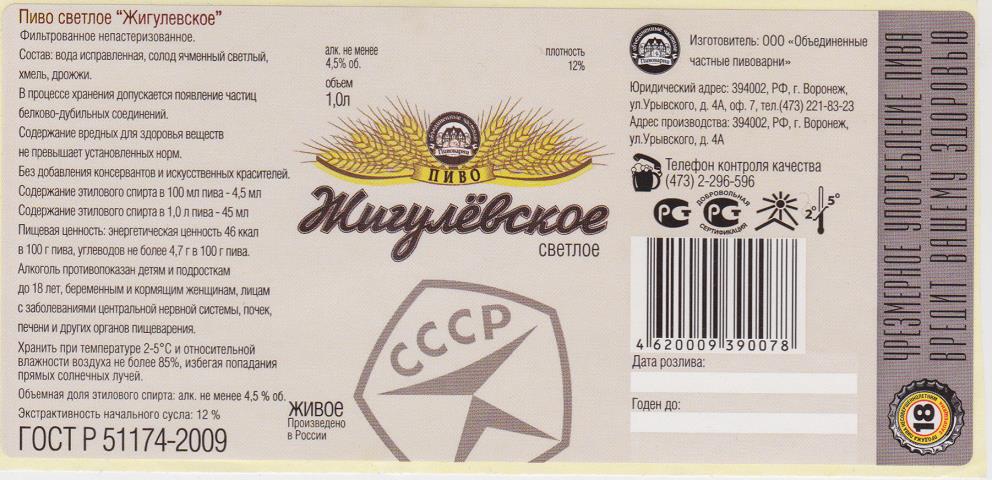 Пиво светлое "Жигулевское"
Фильтрованное непастеризованное.
Состав: вода исправленная, солод ячменный светлый,
хмель, дрожжи.
В процессе хранения допускается появление частиц
белково-дубильных соединений.
Содержание вредных для здоровья веществ
не превышает установленных норм.
Без добавления консервантов и искусственных красителей.
Содержание этилового спирта в 100 мл пива - 4,5 мл
Содержание этилового спирта в 1,0 л пива - 45 мл
Пищевая ценность: энергетическая ценность 46 ккал
в 100 г пива, углеводов не более 4,7 г в 100 г пива.
Алкоголь противопоказан детям и подросткам
до 18 лет, беременным и кормящим женщинам, лицам
с заболеваниями центральной нервной системы, почек,
печени и других органов пищеварения.
Хранить при температуре 2-5°С и относительной
влажности воздуха не более 85%, избегая попадания
прямых солнечных лучей.
Объемная доля этилового спирта: алк. не менее 4,5 % об.
Экстрактивность начального сусла: 12 %
ГОСТ Р 51174-2009
алк. не менее
4,5% об.
объем
1,0л
плотность
12%
объединенные частные
Пивоварни
ПИВО
Жигулёвское
светлое
СССР
ЖИВОЕ
Произведено
в России
объединенные частные
Пивоварни
Изготовитель: ООО «Объединенные
частные пивоварни»
Юридический адрес: 394002, РФ, г. Воронеж,
ул.Урывского, д. 4А, оф. 7, тел.(473) 221-83-23
Адрес производства: 394002, РФ, г. Воронеж,
ул.Урывского, д. 4А
Телефон контроля качества
(473) 2-296-596
РСТ
ДОБРОВОЛЬНАЯ
РСТ
СЕРТИФИКАЦИЯ
2° 5°
4 620009 390078
Дата розлива:
Годен до:
ЧРЕЗМЕРНОЕ УПОТРЕБЛЕНИЕ ПИВА
ВРЕДИТ ВАШЕМУ ЗДОРОВЬЮ
18